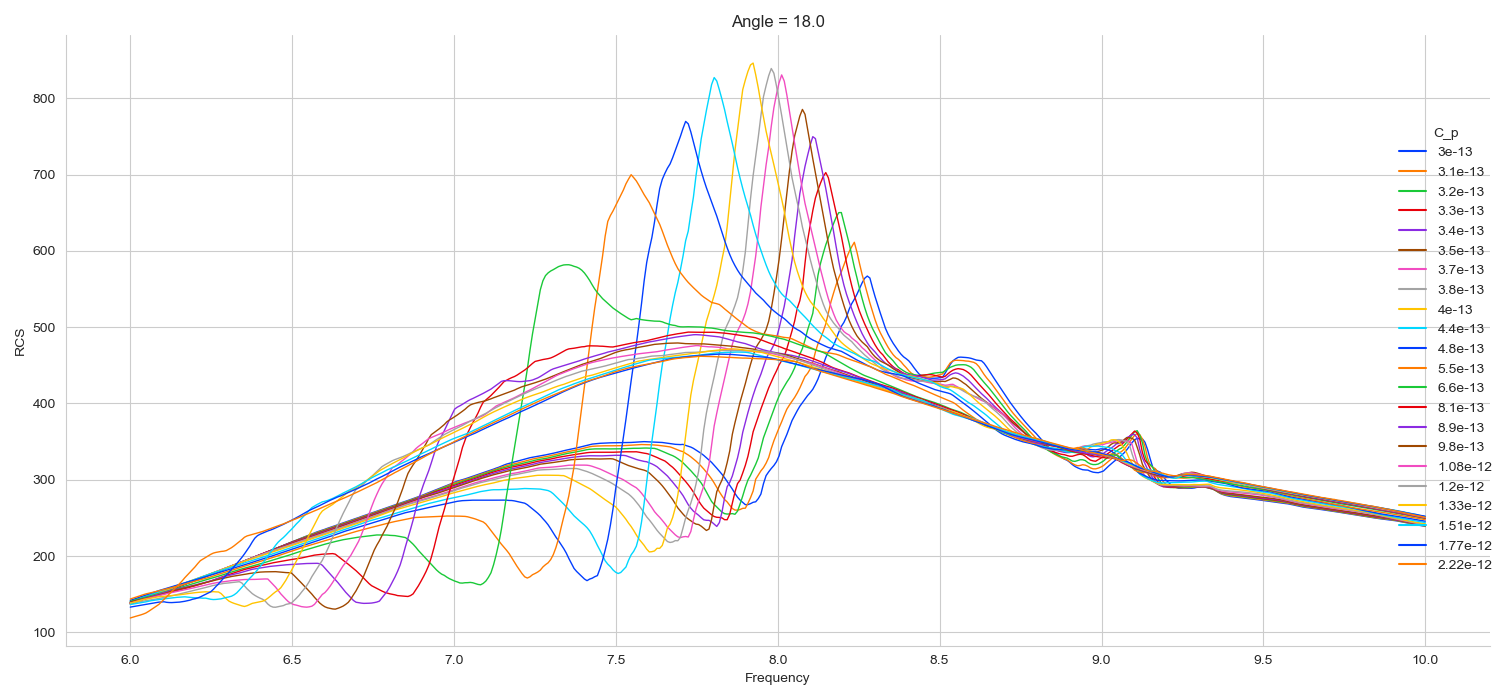 Angle = 18.0
RCS
800
700
600
500
400
300
200
100
6.0
6.5
7.0
7.5
8.0
8.5
9.0
9.5
10.0
Frequency
C_p
3e-13
3.1e-13
3.2e-13
3.3e-13
3.4e-13
3.5e-13
3.7e-13
3.8e-13
4e-13
4.4e-13
4.8e-13
5.5e-13
6.6e-13
8.1e-13
8.9e-13
9.8e-13
1.08e-12
1.2e-12
1.33e-12
1.51e-12
1.77e-12
2.22e-12